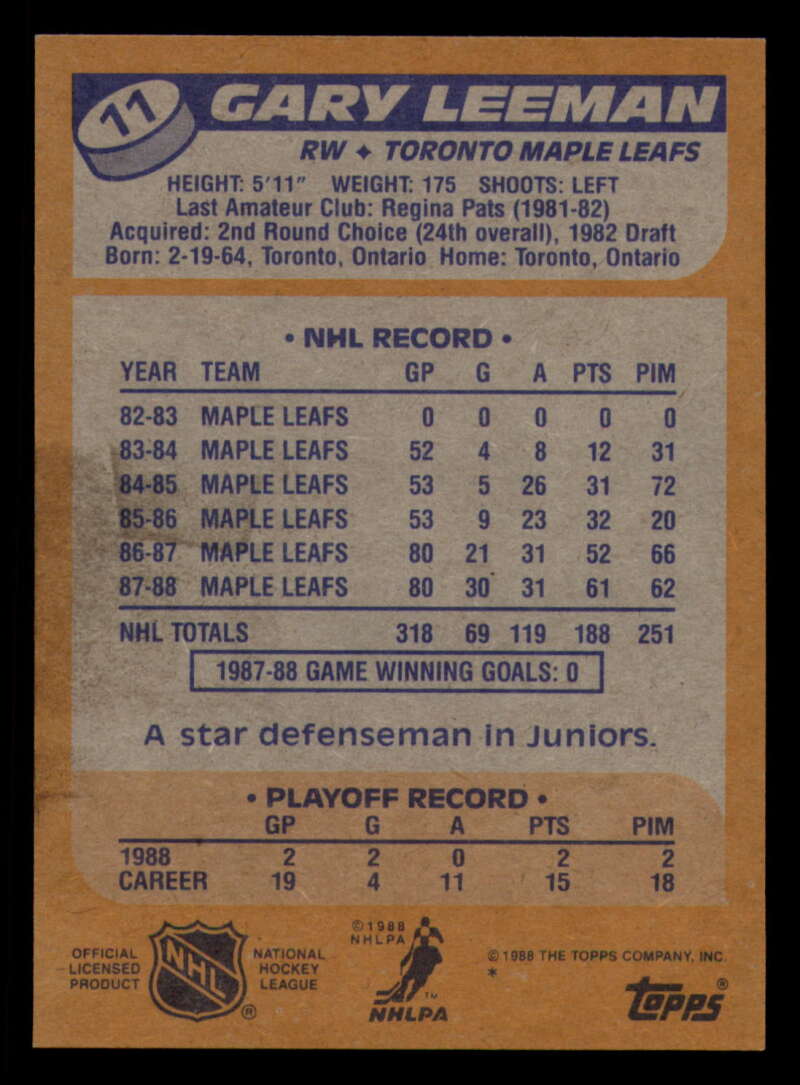 11 GARY LEEMAN
RW ✦ TORONTO MAPLE LEAFS
HEIGHT: 5'11" WEIGHT: 175 SHOOTS: LEFT
Last Amateur Club: Regina Pats (1981-82)
Acquired: 2nd Round Choice (24th overall), 1982 Draft
Born: 2-19-64, Toronto, Ontario Home: Toronto, Ontario
• NHL RECORD •
YEAR TEAM GP G A PTS PIM
82-83 MAPLE LEAFS 0 0 0 0 0
83-84 MAPLE LEAFS 52 4 8 12 31
84-85 MAPLE LEAFS 53 5 26 31 72
85-86 MAPLE LEAFS 53 9 23 32 20
86-87 MAPLE LEAFS 80 21 31 52 66
87-88 MAPLE LEAFS 80 30 31 61 62
NHL TOTALS 318 69 119 188 251
1987-88 GAME WINNING GOALS: 0
A star defenseman in Juniors.
• PLAYOFF RECORD •
GP G A PTS PIM
1988 2 2 0 2 2
CAREER 19 4 11 15 18
OFFICIAL
LICENSED
PRODUCT
NHL
®
NATIONAL
HOCKEY
LEAGUE
©1988
NHLPA
TM
NHLPA
©1988 THE TOPPS COMPANY, INC.
*
topps®